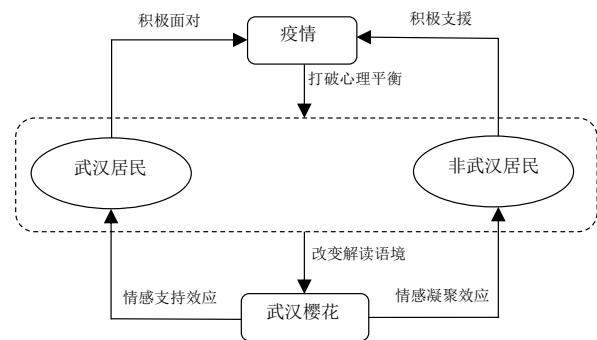 积极面对
疫情
积极支援
打破心理平衡
武汉居民
非武汉居民
改变解读语境
情感支持效应
武汉樱花
情感凝聚效应